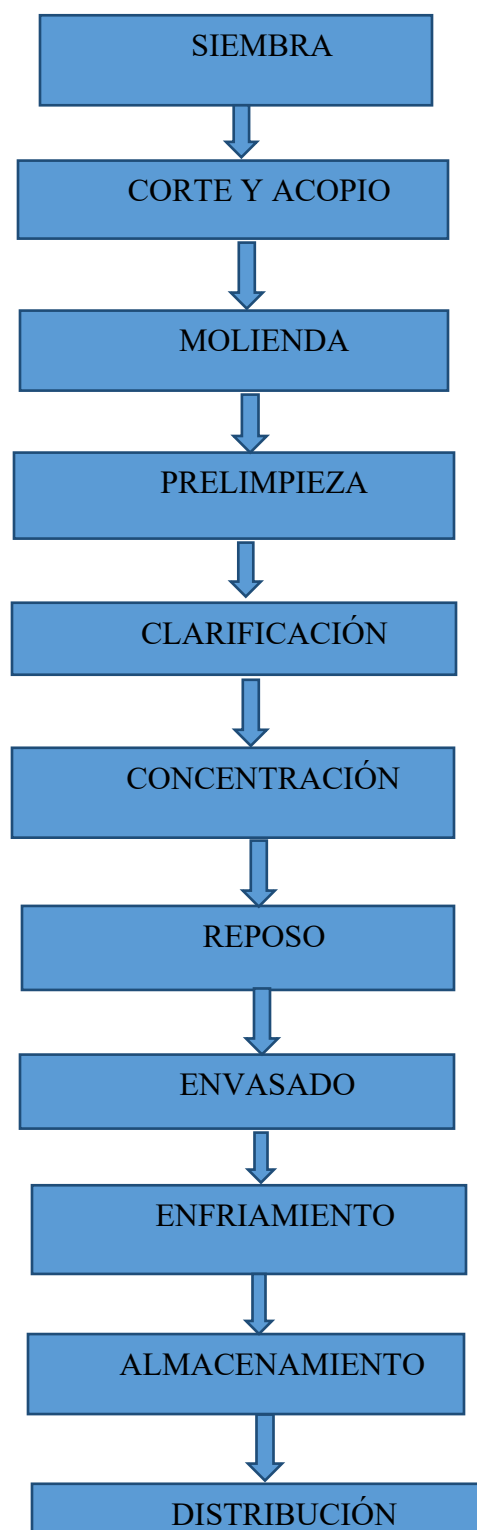 SIEMBRA
CORTE Y ACOPIO
MOLIENDA
PRELIMPIEZA
CLARIFICACIÓN
CONCENTRACIÓN
REPOSO
ENVASADO
ENFRIAMIENTO
ALMACENAMIENTO
DISTRIBUCIÓN